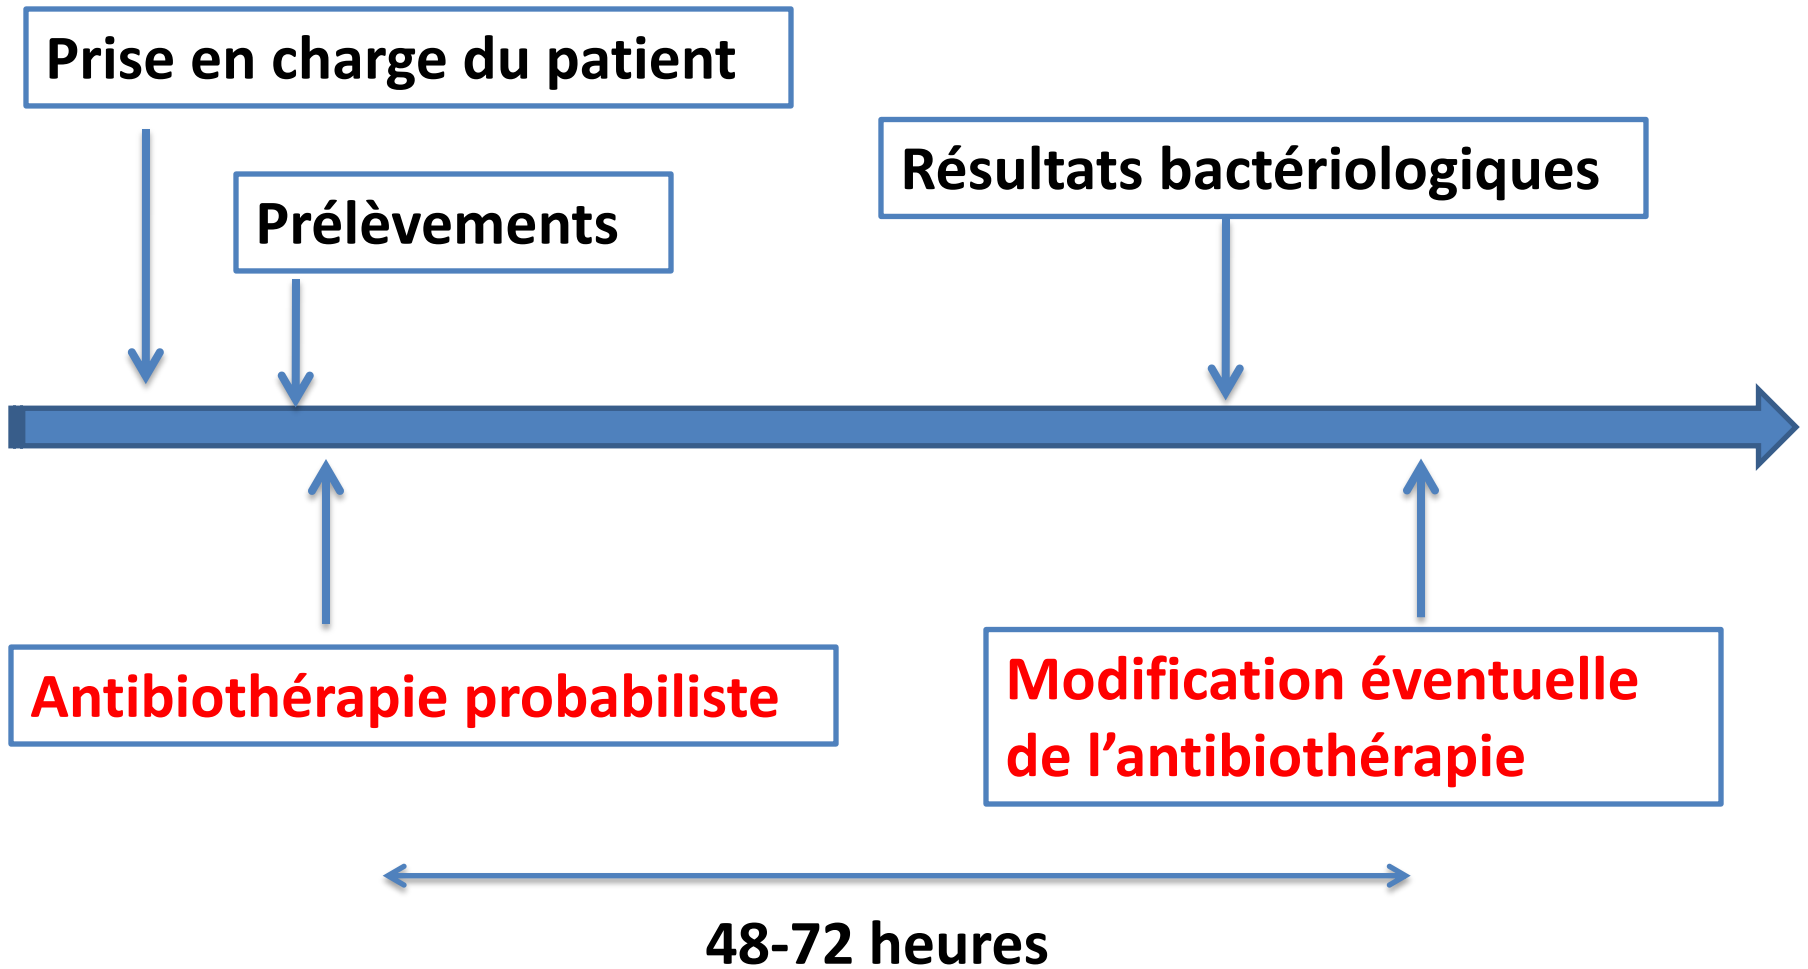 Prise en charge du patient
Prélèvements
Résultats bactériologiques
Antibiothérapie probabiliste
Modification éventuelle
de l’antibiothérapie
48-72 heures